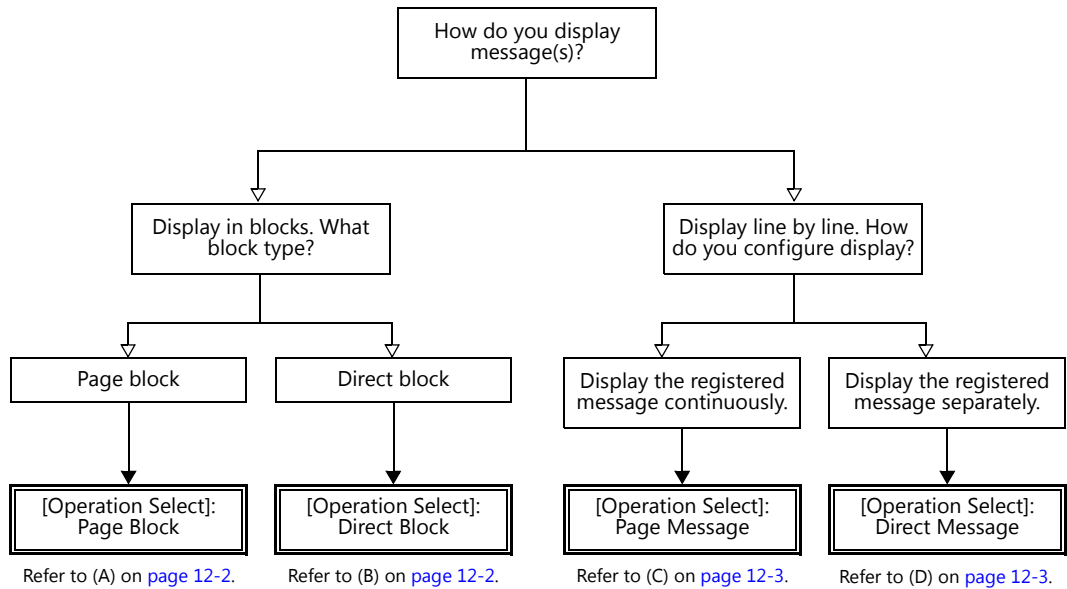 How do you display
message(s)?
Display in blocks. What
block type?
Display line by line. How
do you configure display?
Page block
Direct block
Display the registered
message continuously.
Display the registered
message separately.
[Operation Select]:
Page Block
[Operation Select]:
Direct Block
[Operation Select]:
Page Message
[Operation Select]:
Direct Message
Refer to (A) on page 12-2.
Refer to (B) on page 12-2.
Refer to (C) on page 12-3.
Refer to (D) on page 12-3.